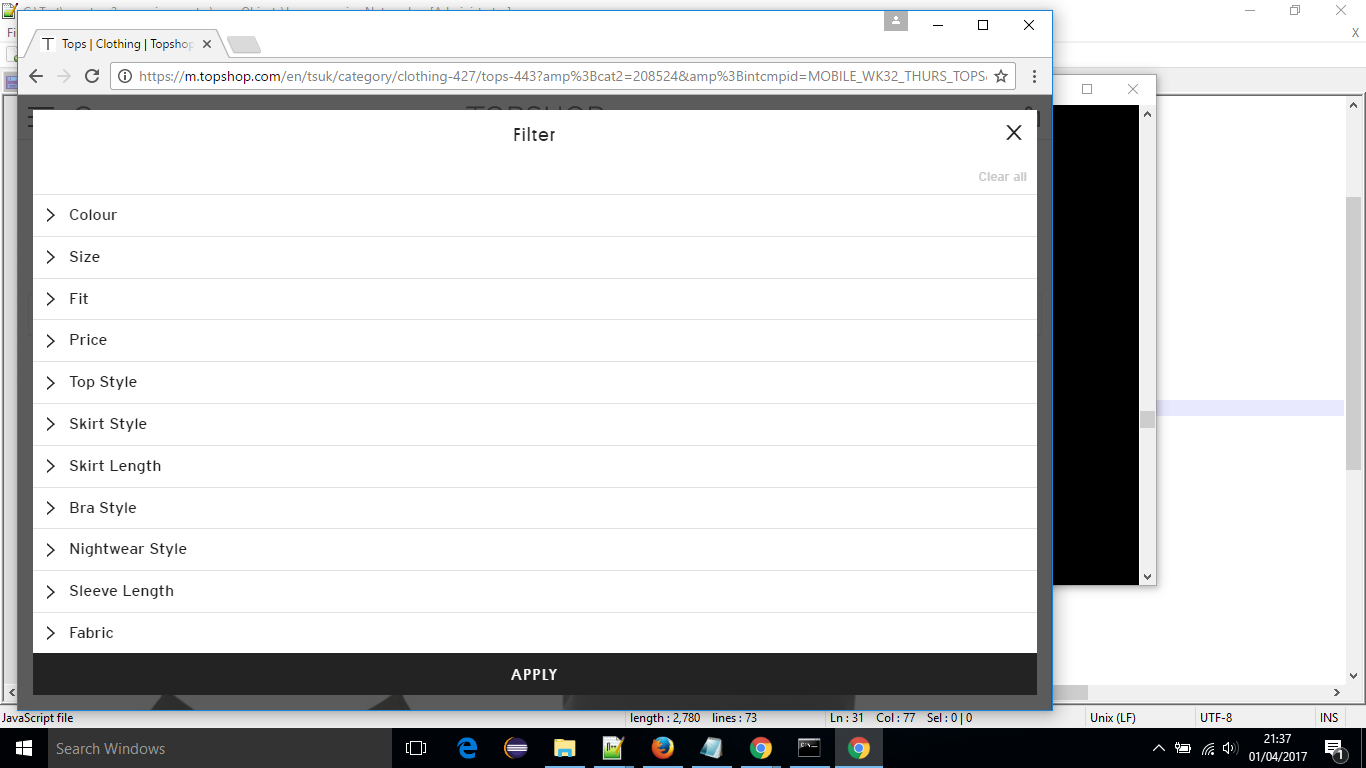 Tops | Clothing | Topshop
https://m.topshop.com/en/tsuk/category/clothing-427/tops-443?amp%3Bcat2=208524&amp%3Bintcmpid=MOBILE_WK32_THURS_TOPS
X
Filter
Clear all
Colour
Size
Fit
Price
Top Style
Skirt Style
Skirt Length
Bra Style
Nightwear Style
Sleeve Length
Fabric
APPLY
JavaScript file
length : 2,780 lines : 73
Ln : 31 Col : 77 Sel : 0 | 0
Unix (LF)
UTF-8
INS
Search Windows
21:37
01/04/2017
1